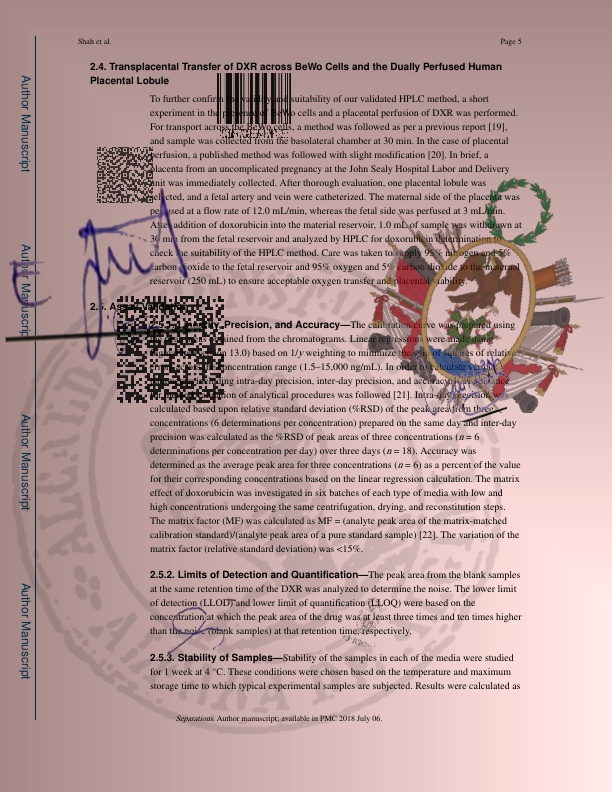 Shah et al.
Page 5
2.4. Transplacental Transfer of DXR across BeWo Cells and the Dually Perfused Human
Placental Lobule
To further confirm the validity and suitability of our validated HPLC method, a short
experiment in the presence of BeWo cells and a placental perfusion of DXR was performed.
For transport across the BeWo cells, a method was followed as per a previous report [19],
and sample was collected from the basolateral chamber at 30 min. In the case of placental
perfusion, a published method was followed with slight modification [20]. In brief, a
placenta from an uncomplicated pregnancy at the John Sealy Hospital Labor and Delivery
unit was immediately collected. After thorough evaluation, one placental lobule was
selected, and a fetal artery and vein were catheterized. The maternal side of the placenta was
perfused at a flow rate of 12.0 mL/min, whereas the fetal side was perfused at 3 mL/min.
After addition of doxorubicin into the material reservoir, 1.0 mL of sample was withdrawn at
30 min from the fetal reservoir and analyzed by HPLC for doxorubicin determination to
check the suitability of the HPLC method. Care was taken to supply 95% nitrogen and 5%
carbon dioxide to the fetal reservoir and 95% oxygen and 5% carbon dioxide to the maternal
reservoir (250 mL) to ensure acceptable oxygen transfer and placental viability.
2.5. Assay
Precision, and Accuracy—The calibration curve was prepared using
obtained from the chromatograms. Linear regressions were made using
13.0) based on 1/y weighting to minimize the sum of squares of relative
concentration range (1.5–15,000 ng/mL). In order to calculate
intra-day precision, inter-day precision, and accuracy,
of analytical procedures was followed [21]. Intra-day precision was
calculated based upon relative standard deviation (%RSD) of the peak area from three
concentrations (6 determinations per concentration) prepared on the same day and inter-day
precision was calculated as the %RSD of peak areas of three concentrations (n = 6
determinations per concentration per day) over three days (n = 18). Accuracy was
determined as the average peak area for three concentrations (n = 6) as a percent of the value
for their corresponding concentrations based on the linear regression calculation. The matrix
effect of doxorubicin was investigated in six batches of each type of media with low and
high concentrations undergoing the same centrifugation, drying, and reconstitution steps.
The matrix factor (MF) was calculated as MF = (analyte peak area of the matrix-matched
calibration standard)/(analyte peak area of a pure standard sample) [22]. The variation of the
matrix factor (relative standard deviation) was <15%.
2.5.2. Limits of Detection and Quantification—The peak area from the blank samples
at the same retention time of the DXR was analyzed to determine the noise. The lower limit
of detection (LLOD) and lower limit of quantification (LLOQ) were based on the
concentration at which the peak area of the drug was at least three times and ten times higher
than the noise (blank samples) at that retention time, respectively.
2.5.3. Stability of Samples—Stability of the samples in each of the media were studied
for 1 week at 4 °C. These conditions were chosen based on the temperature and maximum
storage time to which typical experimental samples are subjected. Results were calculated as
Separations. Author manuscript; available in PMC 2018 July 06.
Author Manuscript
Author Manuscript
Author Manuscript
Author Manuscript